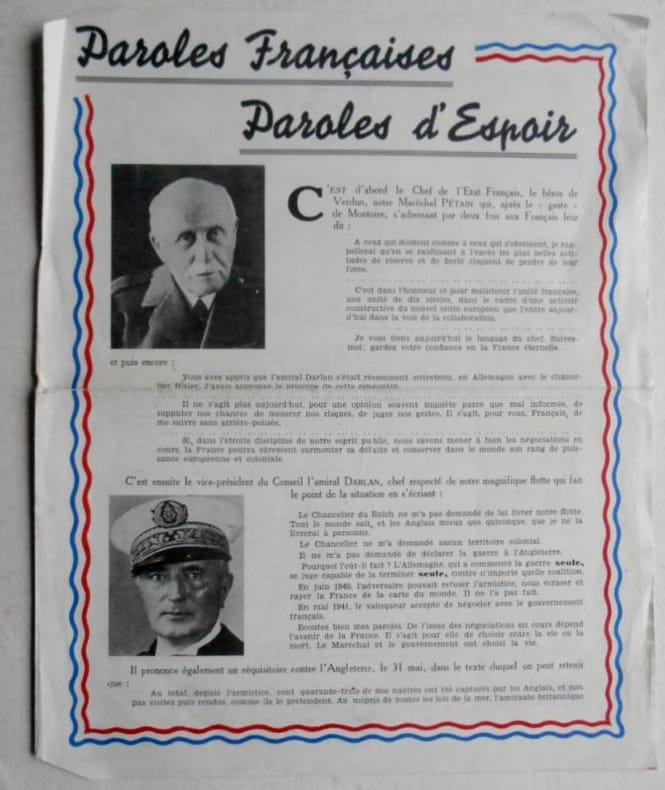 Paroles Françaises
Paroles d'Espoir
C'EST d'abord le Chef de l'Etat Français, le héros de
Verdun, notre Maréchal PÉTAIN qui, après le « geste »
de Montoire, s'adressant par deux fois aux Français leur
dit :
A ceux qui doutent comme à ceux qui s'obstinent, je rap-
pellerai qu'en se raidissant à l'excès les plus belles atti-
tudes de réserve et de fierté risquent de perdre de leur
force.
C'est dans l'honneur et pour maintenir l'unité française,
une unité de dix siècles, dans le cadre d'une activité
constructive du nouvel ordre européen que j'entre aujour-
d'hui dans la voie de la collaboration.
Je vous tiens aujourd'hui le langage du chef. Suivez-
moi; gardez votre confiance en la France éternelle.
et puis encore :
Vous avez appris que l'amiral Darlan s'était récemment entretenu, en Allemagne avec le chance-
lier Hitler. J'avais approuvé le principe de cette rencontre.
Il ne s'agit plus aujourd'hui, pour une opinion souvent inquiète parce que mal informée, de
supputer nos chances de mesurer nos risques, de juger nos gestes. Il s'agit, pour vous, Français, de
me suivre sans arrière-pensée.
Si, dans l'étroite discipline de notre esprit public, nous savons mener à bien les négociations en
cours, la France pourra sûrement surmonter sa défaite et conserver dans le monde son rang de puis-
sance européenne et coloniale.
C'est ensuite le vice-président du Conseil l'amiral DARLAN, chef respecté de notre magnifique flotte qui fait
le point de la situation en s'écriant :
Le Chancelier du Reich ne m'a pas demandé de lui livrer notre flotte.
Tout le monde sait, et les Anglais mieux que quiconque, que je ne la
livrerai à personne.
Le Chancelier ne m'a demandé aucun territoire colonial.
Il ne m'a pas demandé de déclarer la guerre à l'Angleterre.
Pourquoi l'eût-il fait ? L'Allemagne, qui a commencé la guerre seule,
se juge capable de la terminer seule, contre n'importe quelle coalition.
En juin 1940, l'adversaire pouvait refuser l'armistice, nous écraser et
rayer la France de la carte du monde. Il ne l'a pas fait.
En mai 1941, le vainqueur accepte de négocier avec le gouvernement
français.
Ecoutez bien mes paroles. De l'issue des négociations en cours dépend
l'avenir de la France. Il s'agit pour elle de choisir entre la vie ou la
mort. Le Maréchal et le gouvernement ont choisi la vie.
Il prononce également un réquisitoire contre l'Angleterre, le 31 mai, dans le texte duquel on peut retenir
que :
Au total, depuis l'armistice, cent quarante-trois de nos navires ont été capturés par les Anglais, et non
pas visités puis rendus, comme ils le prétendent. Au mépris de toutes les lois de la mer, l'amirauté britannique